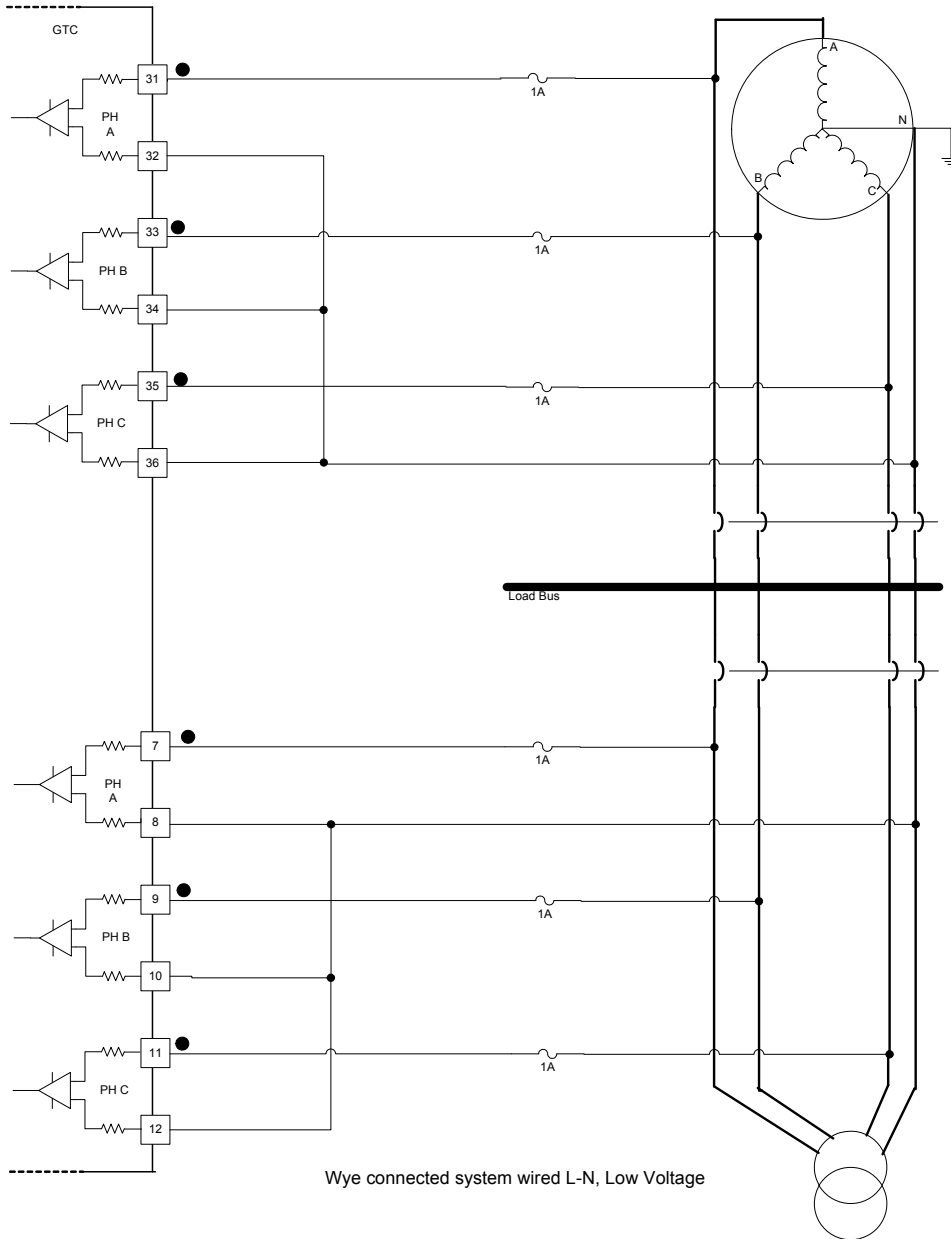 GTC
A
31
1A
PH
A
N
32
B
C
33
1A
PH B
34
35
1A
PH C
36
Load Bus
7
1A
PH
A
8
9
1A
PH B
10
11
1A
PH C
12
Wye connected system wired L-N, Low Voltage